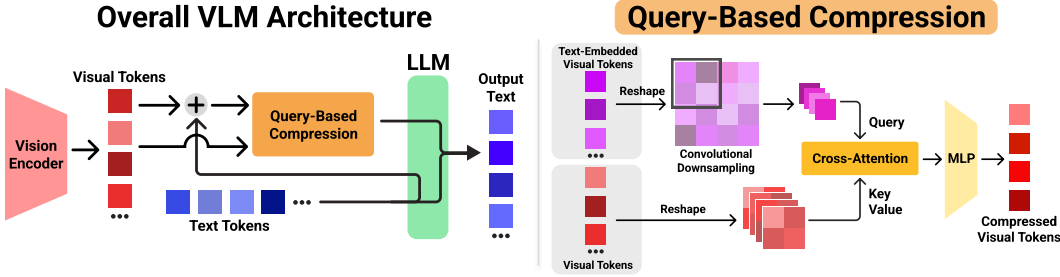 Overall VLM Architecture
Visual Tokens
Vision
Encoder
+
Query-Based
Compression
Text Tokens
LLM
Output
Text
Query-Based Compression
Text-Embedded
Visual Tokens
Reshape
Convolutional
Downsampling
Query
Cross-Attention
MLP
Reshape
Key
Value
Visual Tokens
Compressed
Visual Tokens